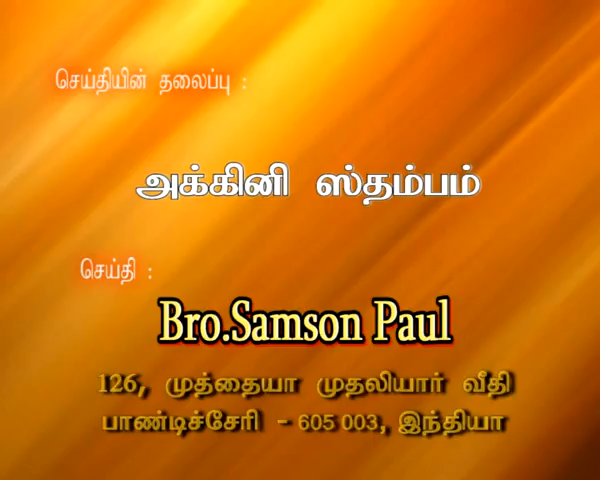 செய்தியின் தலைப்பு :
அக்கினி ஸ்தம்பம்
செய்தி :
Bro.Samson Paul
126, முத்தையா முதலியார் வீதி
பாண்டிச்சேரி - 605 003, இந்தியா